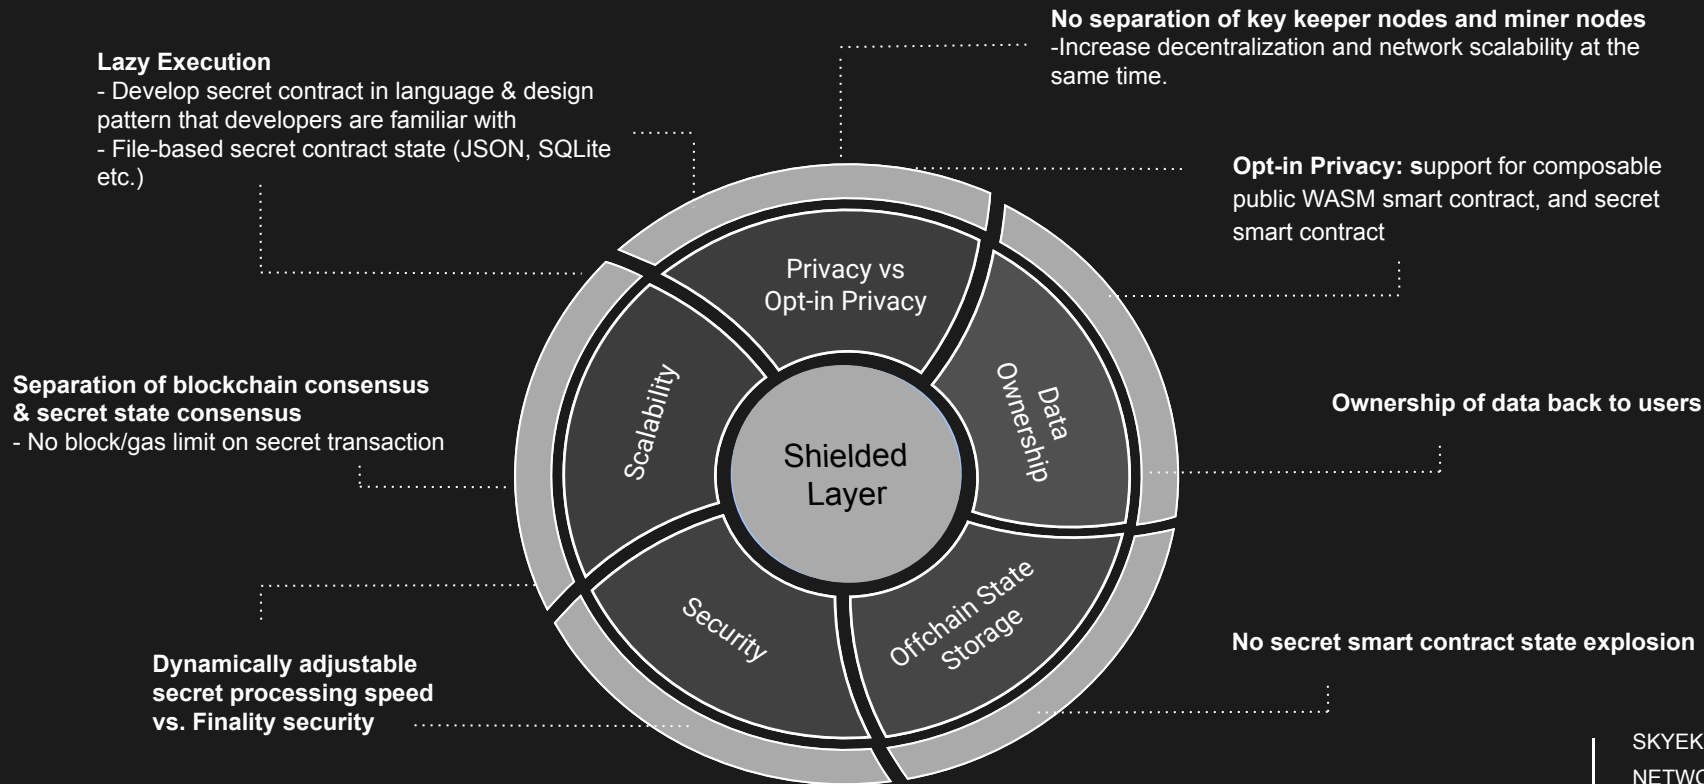 No separation of key keeper nodes and miner nodes
-Increase decentralization and network scalability at the
same time.
Lazy Execution
- Develop secret contract in language & design
pattern that developers are familiar with
- File-based secret contract state (JSON, SQLite
etc.)
Opt-in Privacy: support for composable
public WASM smart contract, and secret
smart contract
Privacy vs
Opt-in Privacy
Separation of blockchain consensus
& secret state consensus
- No block/gas limit on secret transaction
Scalability
Data
Ownership
Ownership of data back to users
Shielded
Layer
Security
Offchain State
Storage
No secret smart contract state explosion
Dynamically adjustable
secret processing speed
vs. Finality security
SKYEK
NETWO